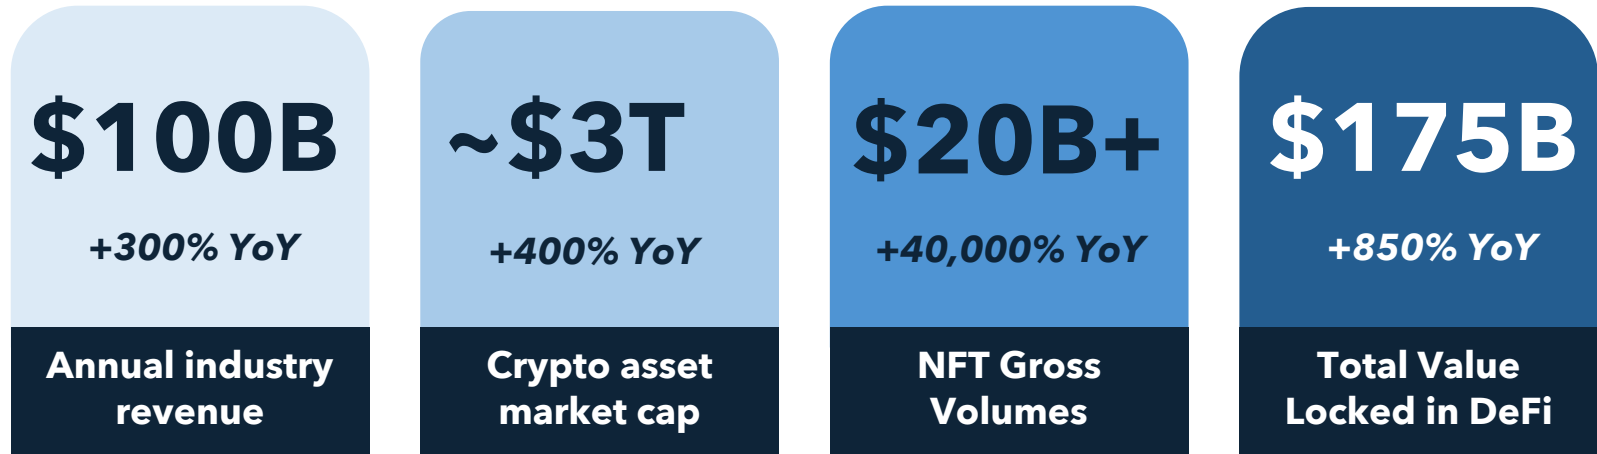 $100B
+300% YoY
Annual industry
revenue
~$3T
+400% YoY
Crypto asset
market cap
$20B+
+40,000% YoY
NFT Gross
Volumes
$175B
+850% YoY
Total Value
Locked in DeFi